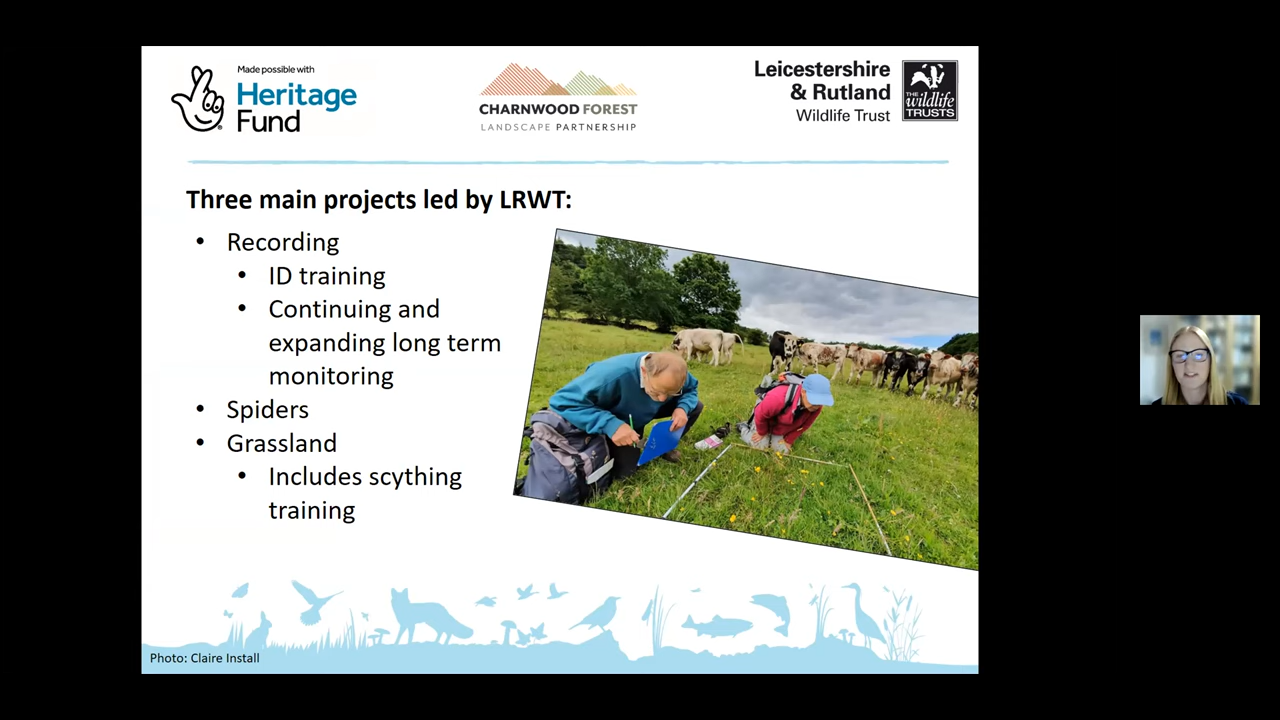 Made possible with
Heritage
Fund
CHARNWOOD FOREST
LANDSCAPE PARTNERSHIP
Leicestershire
& Rutland
Wildlife Trust
THE
wildlife
TRUSTS
Three main projects led by LRWT:
• Recording
• ID training
• Continuing and
expanding long term
monitoring
• Spiders
• Grassland
• Includes scything
training
Photo: Claire Install